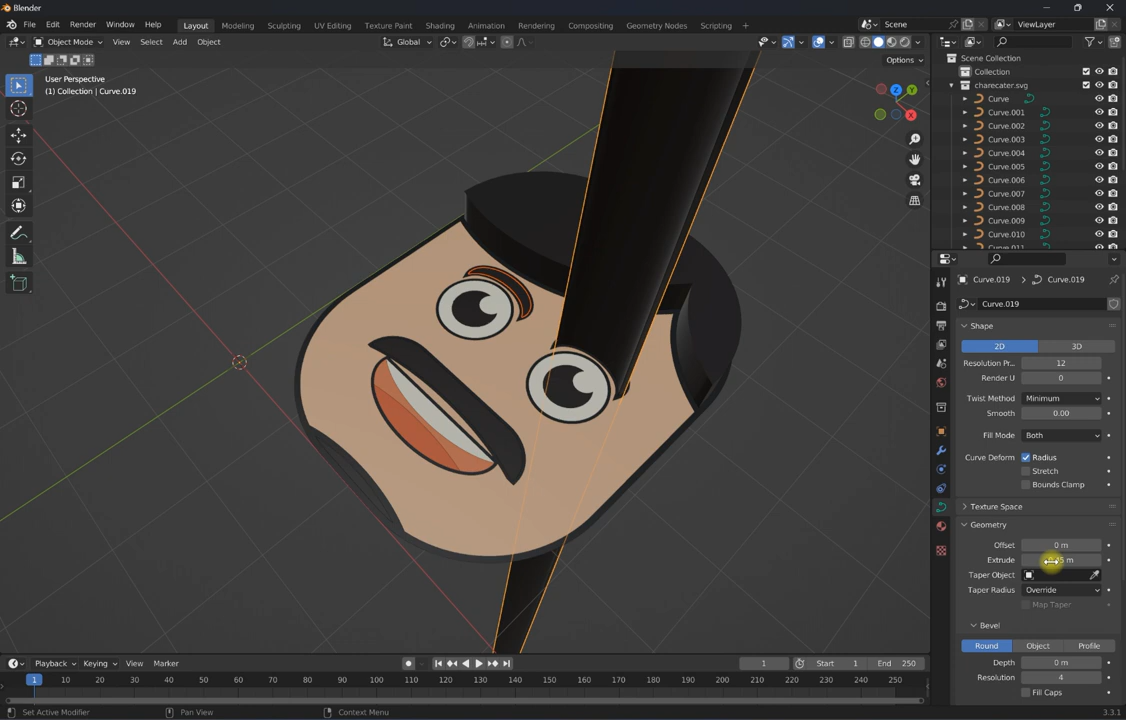 Blender
File Edit Render Window Help Layout Modeling Sculpting UV Editing Texture Paint Shading Animation Rendering Compositing Geometry Nodes Scripting + Scene ViewLayer
Object Mode View Select Add Object Global
Options
User Perspective
(1) Collection | Curve.019
Z Y
X
Scene Collection
Collection
charecater.svg
Curve
Curve.001
Curve.002
Curve.003
Curve.004
Curve.005
Curve.006
Curve.007
Curve.008
Curve.009
Curve.010
Curve.011
Curve.019 Curve.019
Curve.019
Shape
2D 3D
Resolution Pr... 12
Render U 0
Twist Method Minimum
Smooth 0.00
Fill Mode Both
Curve Deform Radius
Stretch
Bounds Clamp
Texture Space
Geometry
Offset 0 m
Extrude m
Taper Object
Taper Radius Override
Map Taper
Bevel
Round Object Profile
Depth 0 m
Resolution 4
Fill Caps
Playback Keying View Marker 1 Start 1 End 250
1 10 20 30 40 50 60 70 80 90 100 110 120 130 140 150 160 170 180 190 200 210 220 230 240 250
Set Active Modifier Pan View Context Menu 3.3.1